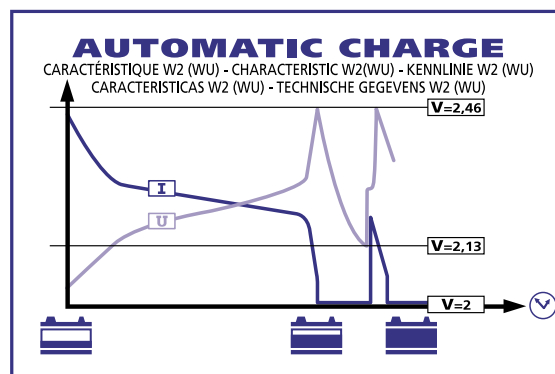 AUTOMATIC CHARGE
CARACTÉRISTIQUE W2 (WU) - CHARACTERISTIC W2(WU) - KENNLINIE W2 (WU)
CARACTERISTICAS W2 (WU) - TECHNISCHE GEGEVENS W2 (WU)
V=2,46
I
U
V=2,13
V=2